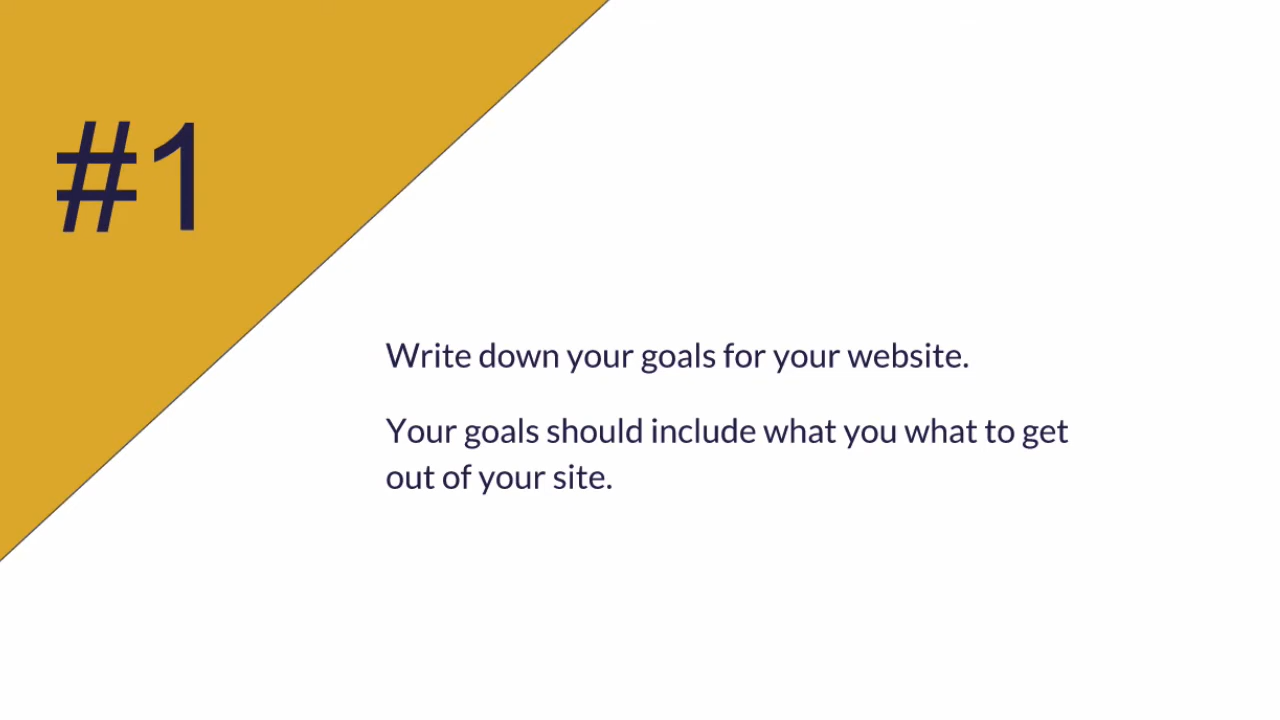 #1
Write down your goals for your website.
Your goals should include what you what to get
out of your site.